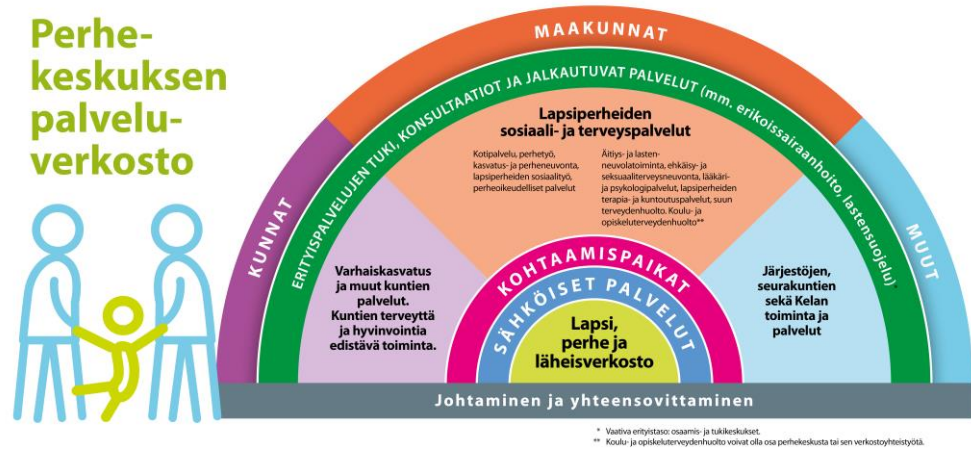 Perhe-
keskuksen
palvelu-
verkosto
MAAKUNNAT
KUNNAT
MUUT
ERITYISPALVELUJEN TUKI, KONSULTAATIOT JA JALKAUTUVAT PALVELUT (mm. erikoissairaanhoito, lastensuojelu)*
Lapsiperheiden
sosiaali- ja terveyspalvelut
Kotipalvelu, perhetyö,
kasvatus- ja perheneuvonta,
lapsiperheiden sosiaalityö,
perheoikeudelliset palvelut
Äitiys- ja lasten-
neuvolatoiminta, ehkäisy- ja
seksuaaliterveysneuvonta, lääkäri-
ja psykologipalvelut, lapsiperheiden
terapia- ja kuntoutuspalvelut, suun
terveydenhuolto. Koulu- ja
opiskeluterveydenhuolto**
Varhaiskasvatus
ja muut kuntien
palvelut.
Kuntien terveyttä
ja hyvinvointia
edistävä toiminta.
KOHTAAMISPAIKAT
SÄHKÖISET PALVELUT
Lapsi,
perhe ja
läheisverkosto
Järjestöjen,
seurakuntien
sekä Kelan
toiminta ja
palvelut
Johtaminen ja yhteensovittaminen
* Vaativa erityistaso: osaamis- ja tukikeskukset.
** Koulu- ja opiskeluterveydenhuolto voivat olla osa perhekeskusta tai sen verkostoyhteistyötä.